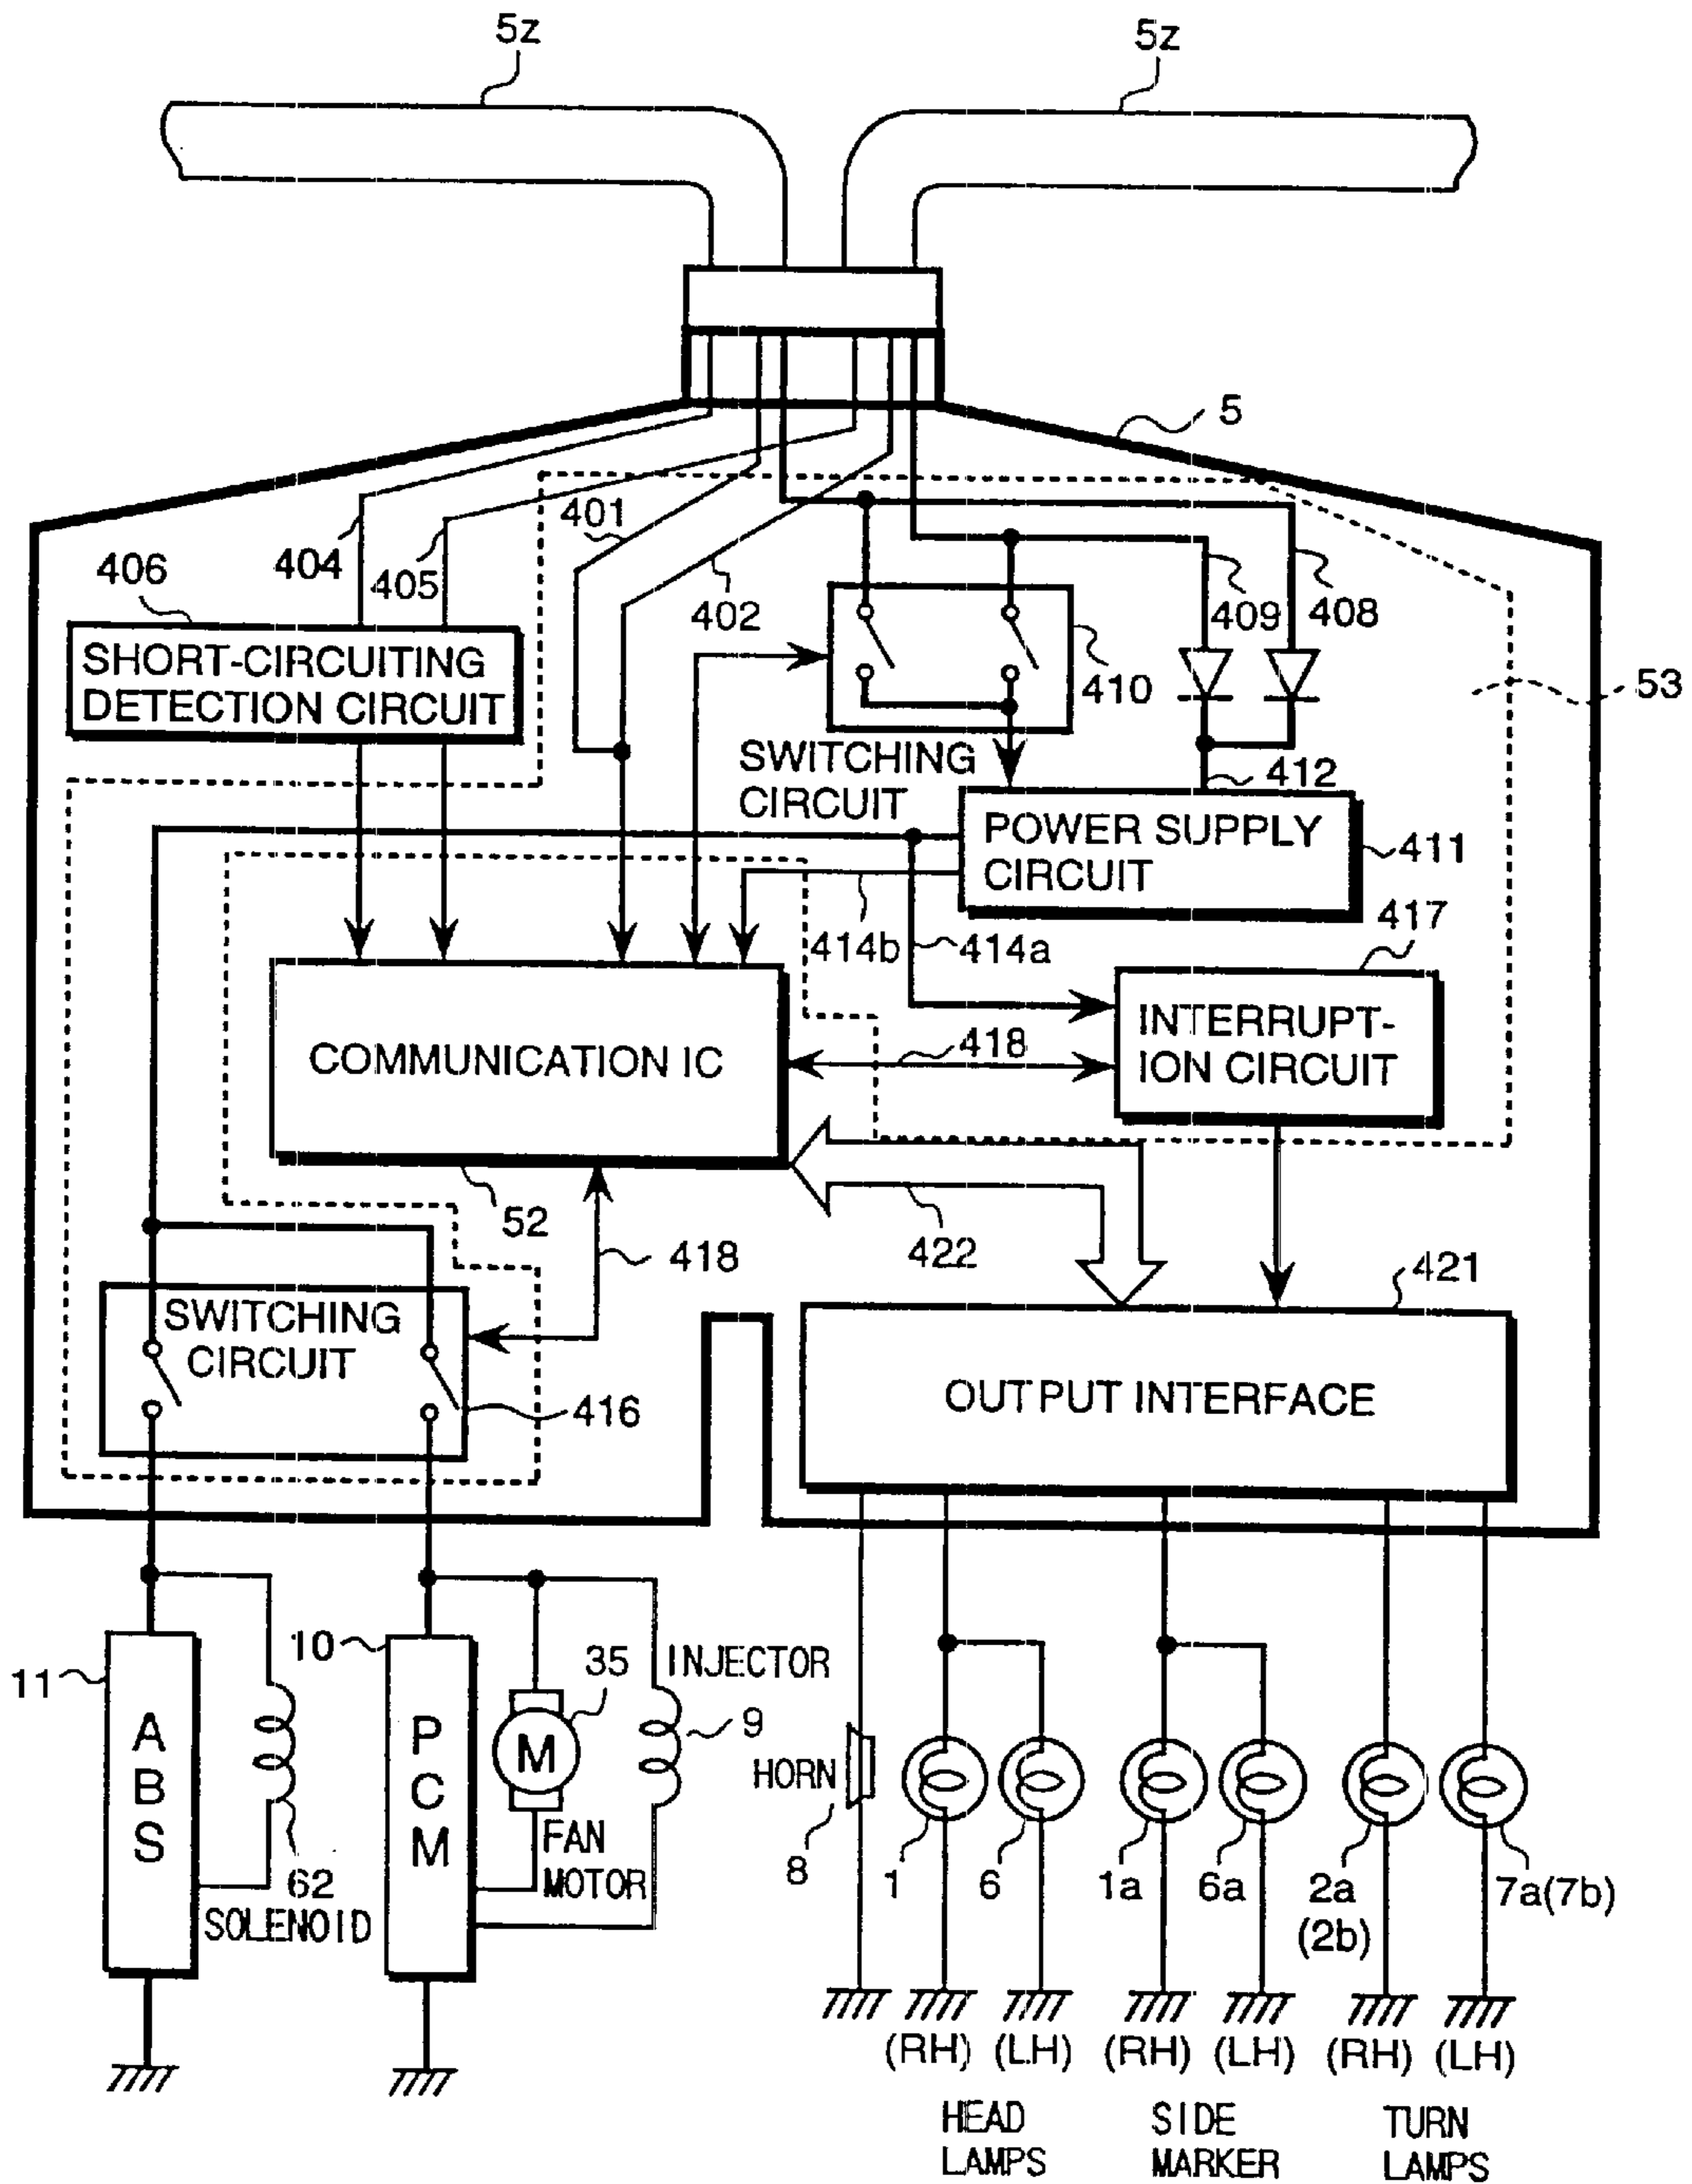 5z
5z
5
401
404
405
406
402
409
408
410
53
SHORT-CIRCUITING
DETECTION CIRCUIT
SWITCHING
CIRCUIT
412
POWER SUPPLY
CIRCUIT
411
417
414b
414a
INTERRUPT-
ION CIRCUIT
418
COMMUNICATION IC
52
418
422
421
SWITCHING
CIRCUIT
416
OUTPUT INTERFACE
11
ABS
62
SOLENOID
10
PCM
35
M
FAN
MOTOR
INJECTOR
9
HORN
8
1
6
1a
6a
2a
(2b)
7a(7b)
(RH) (LH) (RH) (LH) (RH) (LH)
HEAD
LAMPS
SIDE
MARKER
TURN
LAMPS